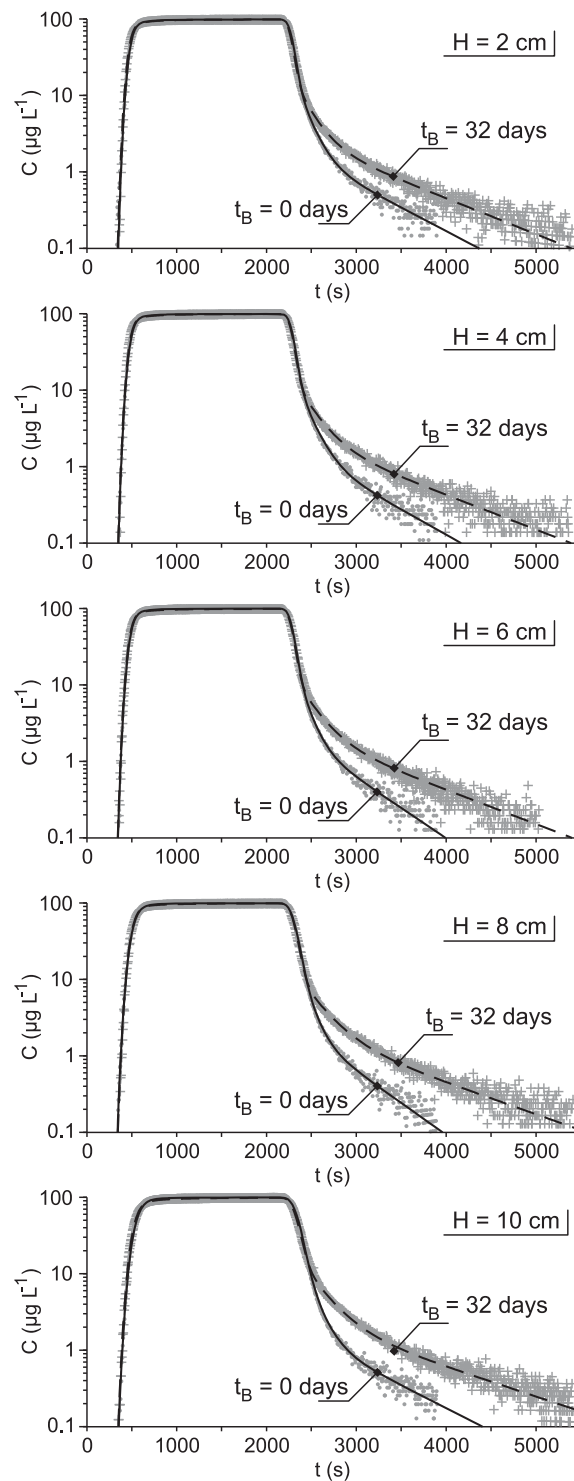 C (µg L⁻¹)
100
10
1
0.1
H = 2 cm
t_B = 32 days
t_B = 0 days
0 1000 2000 3000 4000 5000
t (s)
C (µg L⁻¹)
100
10
1
0.1
H = 4 cm
t_B = 32 days
t_B = 0 days
0 1000 2000 3000 4000 5000
t (s)
C (µg L⁻¹)
100
10
1
0.1
H = 6 cm
t_B = 32 days
t_B = 0 days
0 1000 2000 3000 4000 5000
t (s)
C (µg L⁻¹)
100
10
1
0.1
H = 8 cm
t_B = 32 days
t_B = 0 days
0 1000 2000 3000 4000 5000
t (s)
C (µg L⁻¹)
100
10
1
0.1
H = 10 cm
t_B = 32 days
t_B = 0 days
0 1000 2000 3000 4000 5000
t (s)